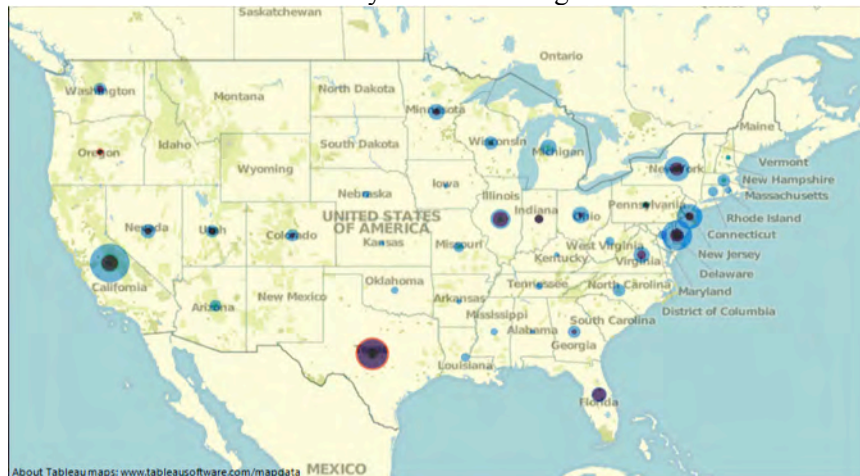 Saskatchewan
Ontario
Washington
Montana
North Dakota
Minnesota
Maine
Oregon
Idaho
South Dakota
Wisconsin
Michigan
Vermont
Wyoming
New York
New Hampshire
Massachusetts
Nebraska
Iowa
Illinois
Indiana
Ohio
Pennsylvania
Rhode Island
Nevada
Utah
Colorado
UNITED STATES
OF AMERICA
Kansas
Missouri
West Virginia
Virginia
Kentucky
Connecticut
New Jersey
Delaware
California
Arizona
New Mexico
Oklahoma
Arkansas
Tennessee
North Carolina
Maryland
District of Columbia
Mississippi
Alabama
South Carolina
Georgia
Louisiana
Florida
MEXICO
About Tableau maps: www.tableausoftware.com/mapdata